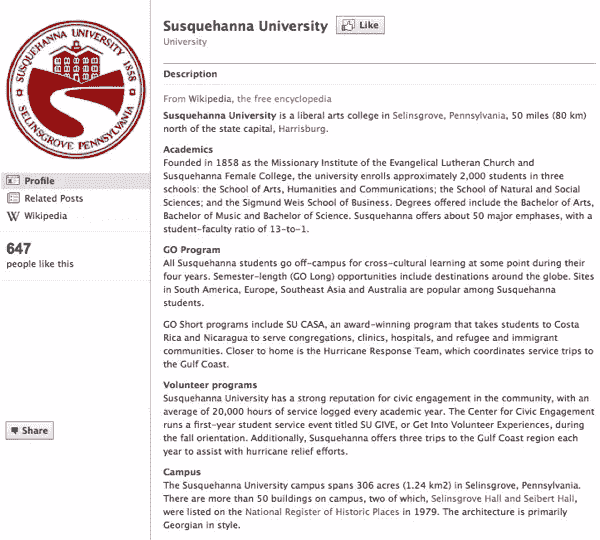 SUSQUEHANNA UNIVERSITY 1858
SELINSGROVE PENNSYLVANIA
Profile
Related Posts
W Wikipedia
647
people like this
Share
Susquehanna University
Like
University
Description
From Wikipedia, the free encyclopedia
Susquehanna University is a liberal arts college in Selinsgrove, Pennsylvania, 50 miles (80 km)
north of the state capital, Harrisburg.
Academics
Founded in 1858 as the Missionary Institute of the Evangelical Lutheran Church and
Susquehanna Female College, the university enrolls approximately 2,000 students in three
schools: the School of Arts, Humanities and Communications; the School of Natural and Social
Sciences; and the Sigmund Weis School of Business. Degrees offered include the Bachelor of Arts,
Bachelor of Music and Bachelor of Science. Susquehanna offers about 50 major emphases, with a
student-faculty ratio of 13-to-1.
GO Program
All Susquehanna students go off-campus for cross-cultural learning at some point during their
four years. Semester-length (GO Long) opportunities include destinations around the globe. Sites
in South America, Europe, Southeast Asia and Australia are popular among Susquehanna
students.
GO Short programs include SU CASA, an award-winning program that takes students to Costa
Rica and Nicaragua to serve congregations, clinics, hospitals, and refugee and immigrant
communities. Closer to home is the Hurricane Response Team, which coordinates service trips to
the Gulf Coast.
Volunteer programs
Susquehanna University has a strong reputation for civic engagement in the community, with an
average of 20,000 hours of service logged every academic year. The Center for Civic Engagement
runs a first-year student service event titled SU GIVE, or Get Into Volunteer Experiences, during
the fall orientation. Additionally, Susquehanna offers three trips to the Gulf Coast region each
year to assist with hurricane relief efforts.
Campus
The Susquehanna University campus spans 306 acres (1.24 km2) in Selinsgrove, Pennsylvania.
There are more than 50 buildings on campus, two of which, Selinsgrove Hall and Seibert Hall,
were listed on the National Register of Historic Places in 1979. The architecture is primarily
Georgian in style.